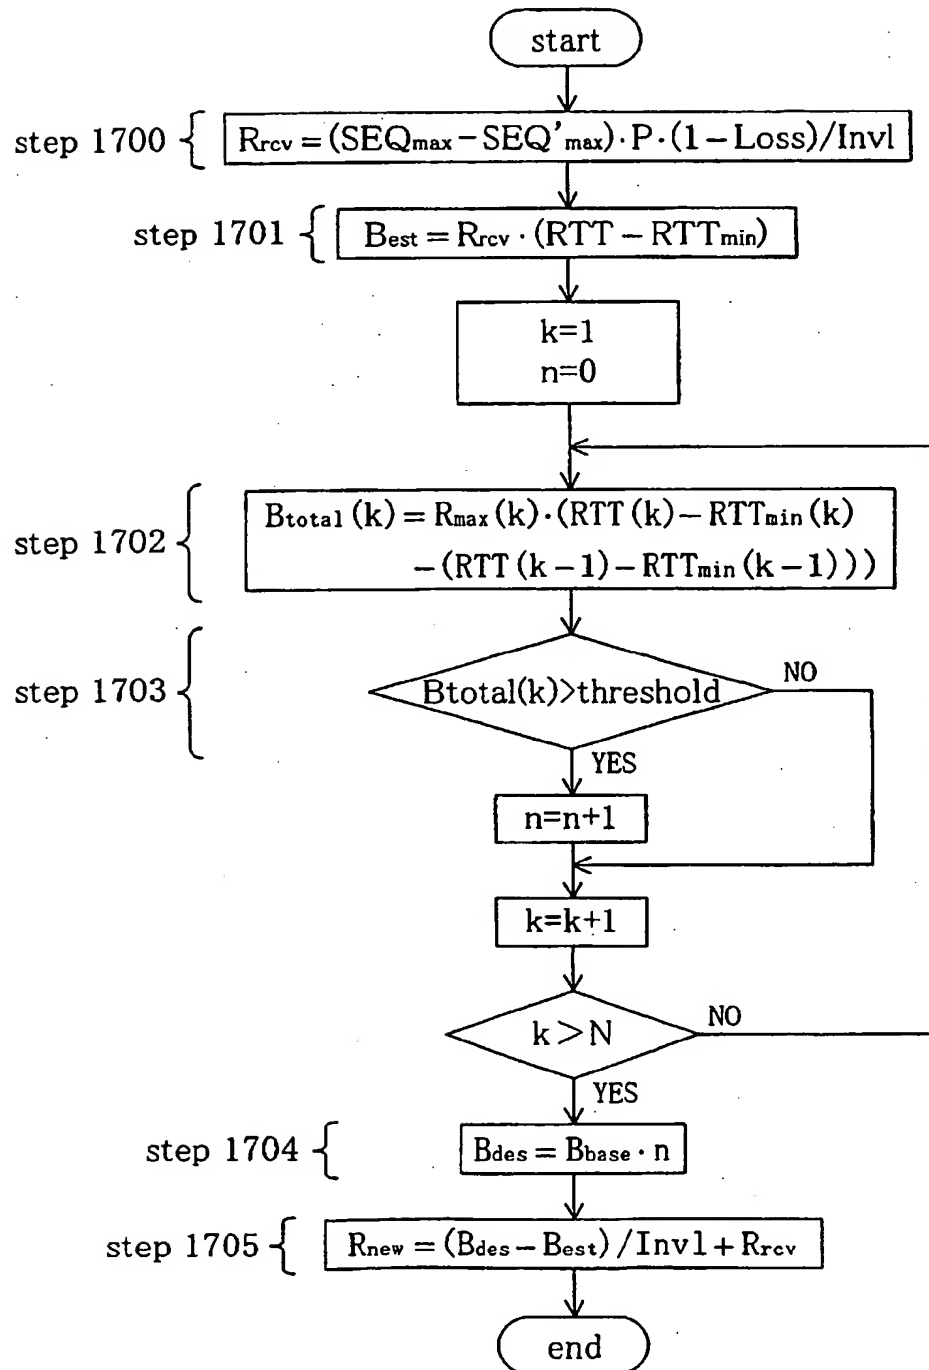 start
step 1700 { Rrcv = (SEQmax − SEQ'max) · P · (1 − Loss) / Invl
step 1701 { Best = Rrcv · (RTT − RTTmin)
k=1
n=0
Btotal (k) = Rmax (k) · (RTT (k) − RTTmin (k)
step 1702 {
−(RTT (k−1) − RTTmin (k−1)))
step 1703 { Btotal(k)>threshold
NO
YES
n=n+1
k=k+1
k > N
NO
YES
step 1704 { Bdes = Bbase · n
step 1705 { Rnew = (Bdes − Best) / Invl + Rrcv
end